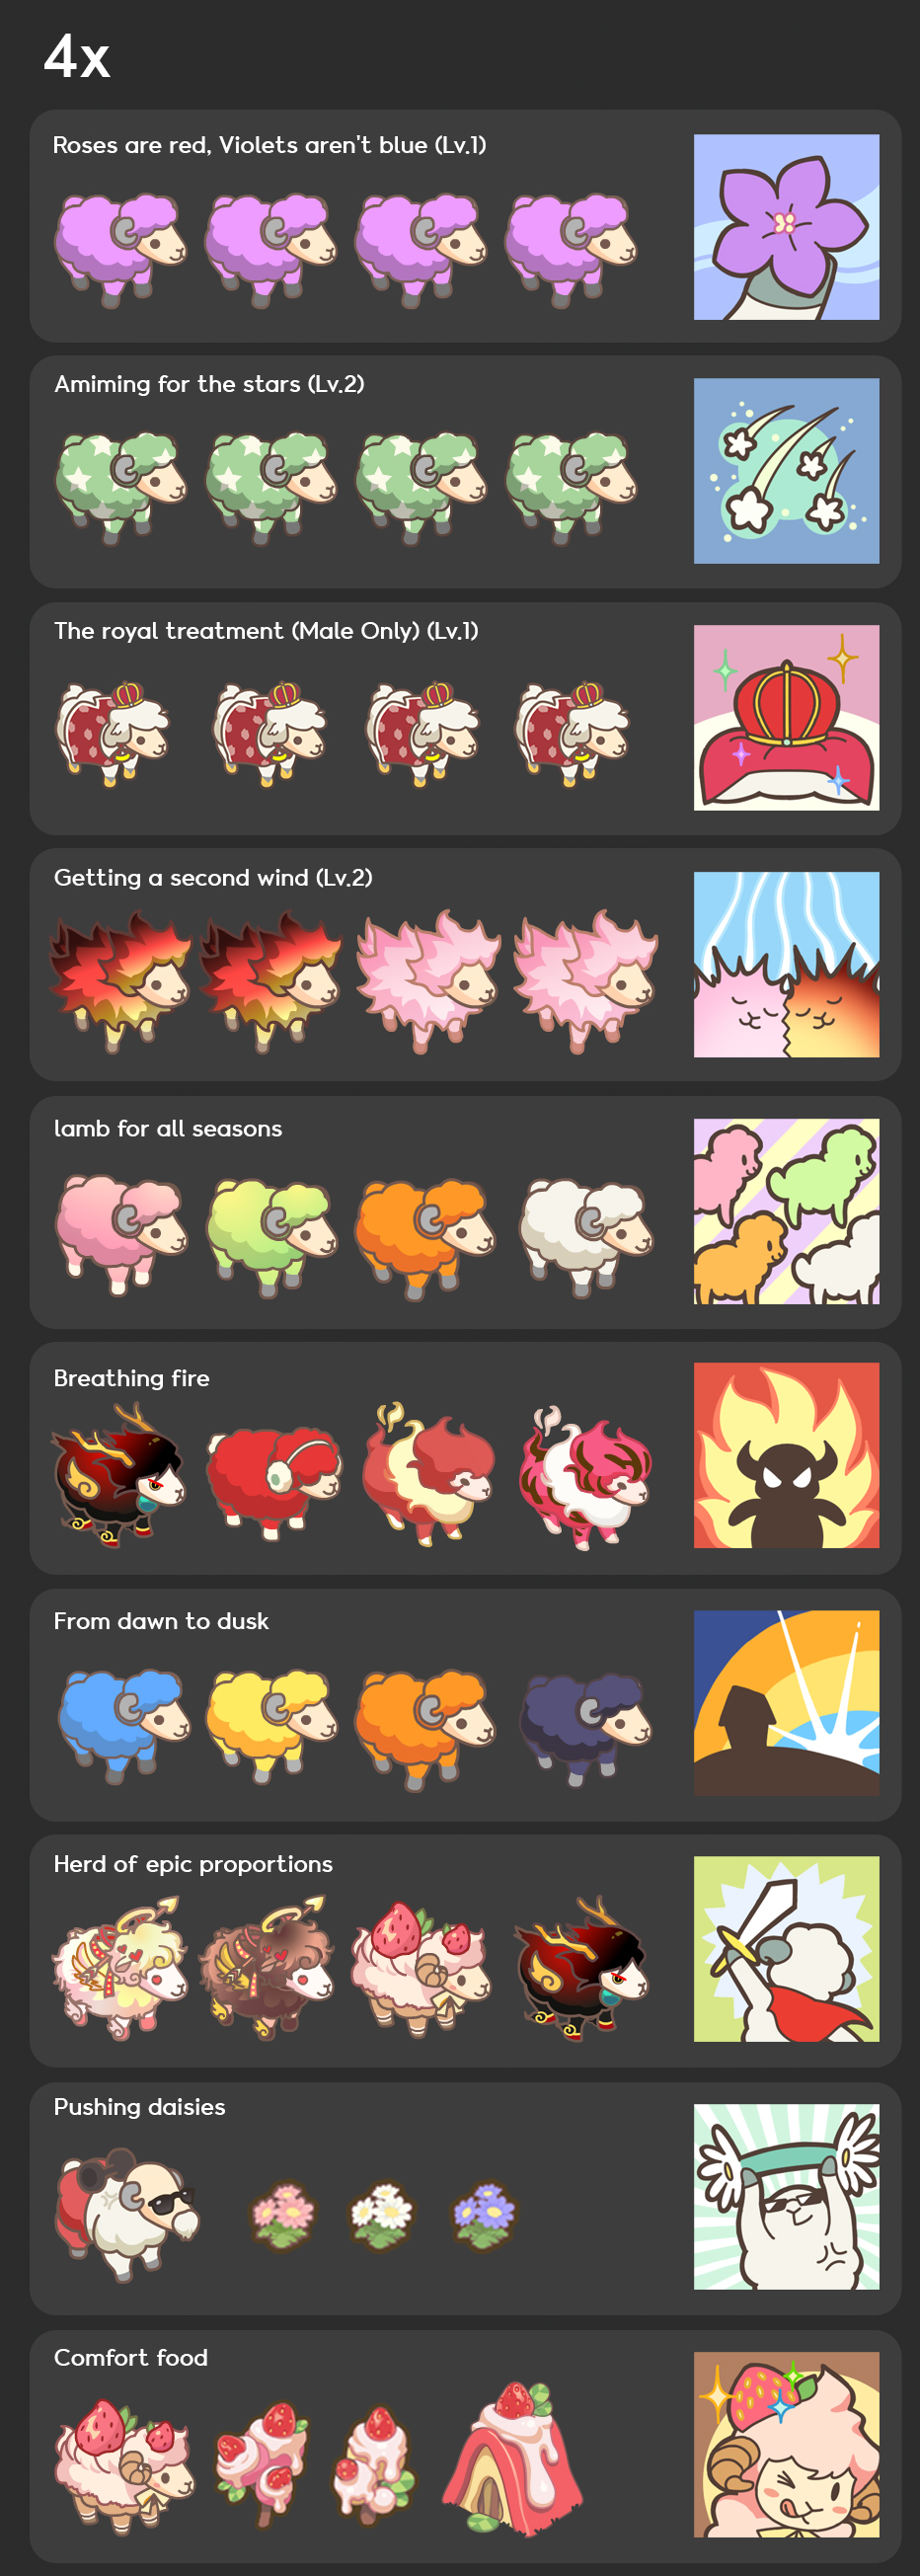 4x
Roses are red, Violets aren't blue (Lv.1)
Amiming for the stars (Lv.2)
The royal treatment (Male Only) (Lv.1)
Getting a second wind (Lv.2)
lamb for all seasons
Breathing fire
From dawn to dusk
Herd of epic proportions
Pushing daisies
Comfort food